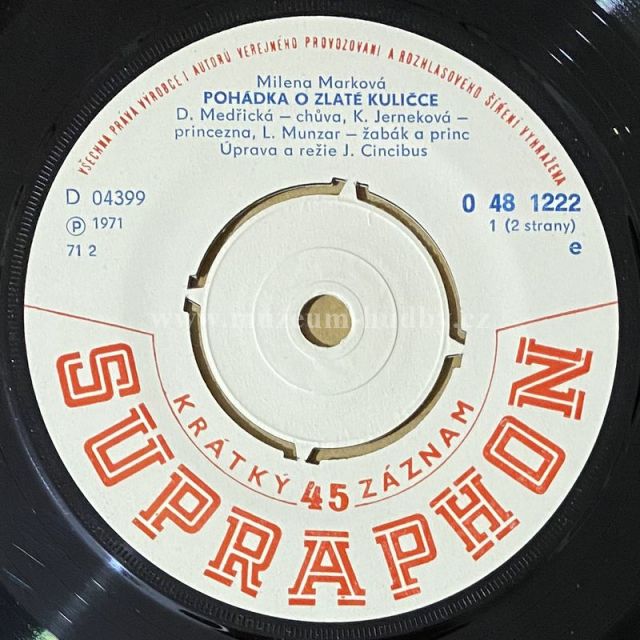 VŠECHNA PRÁVA VÝROBCE I AUTORŮ VEREJNÉHO PROVOZOVÁNÍ A ROZHLASOVÉHO ŠÍŘENÍ VYHRAŽENA
Milena Marková
POHÁDKA O ZLATÉ KULIČCE
D. Medřická – chůva, K. Jerneková –
princezna, L. Munzar – žabák a princ
Úprava a režie J. Cincibus
D 04399
Ⓟ 1971
71 2
0 48 1222
1 (2 strany)
e
www.muzeumhudby.cz
KRÁTKÝ 45 ZÁZNAM
SUPRAPHON